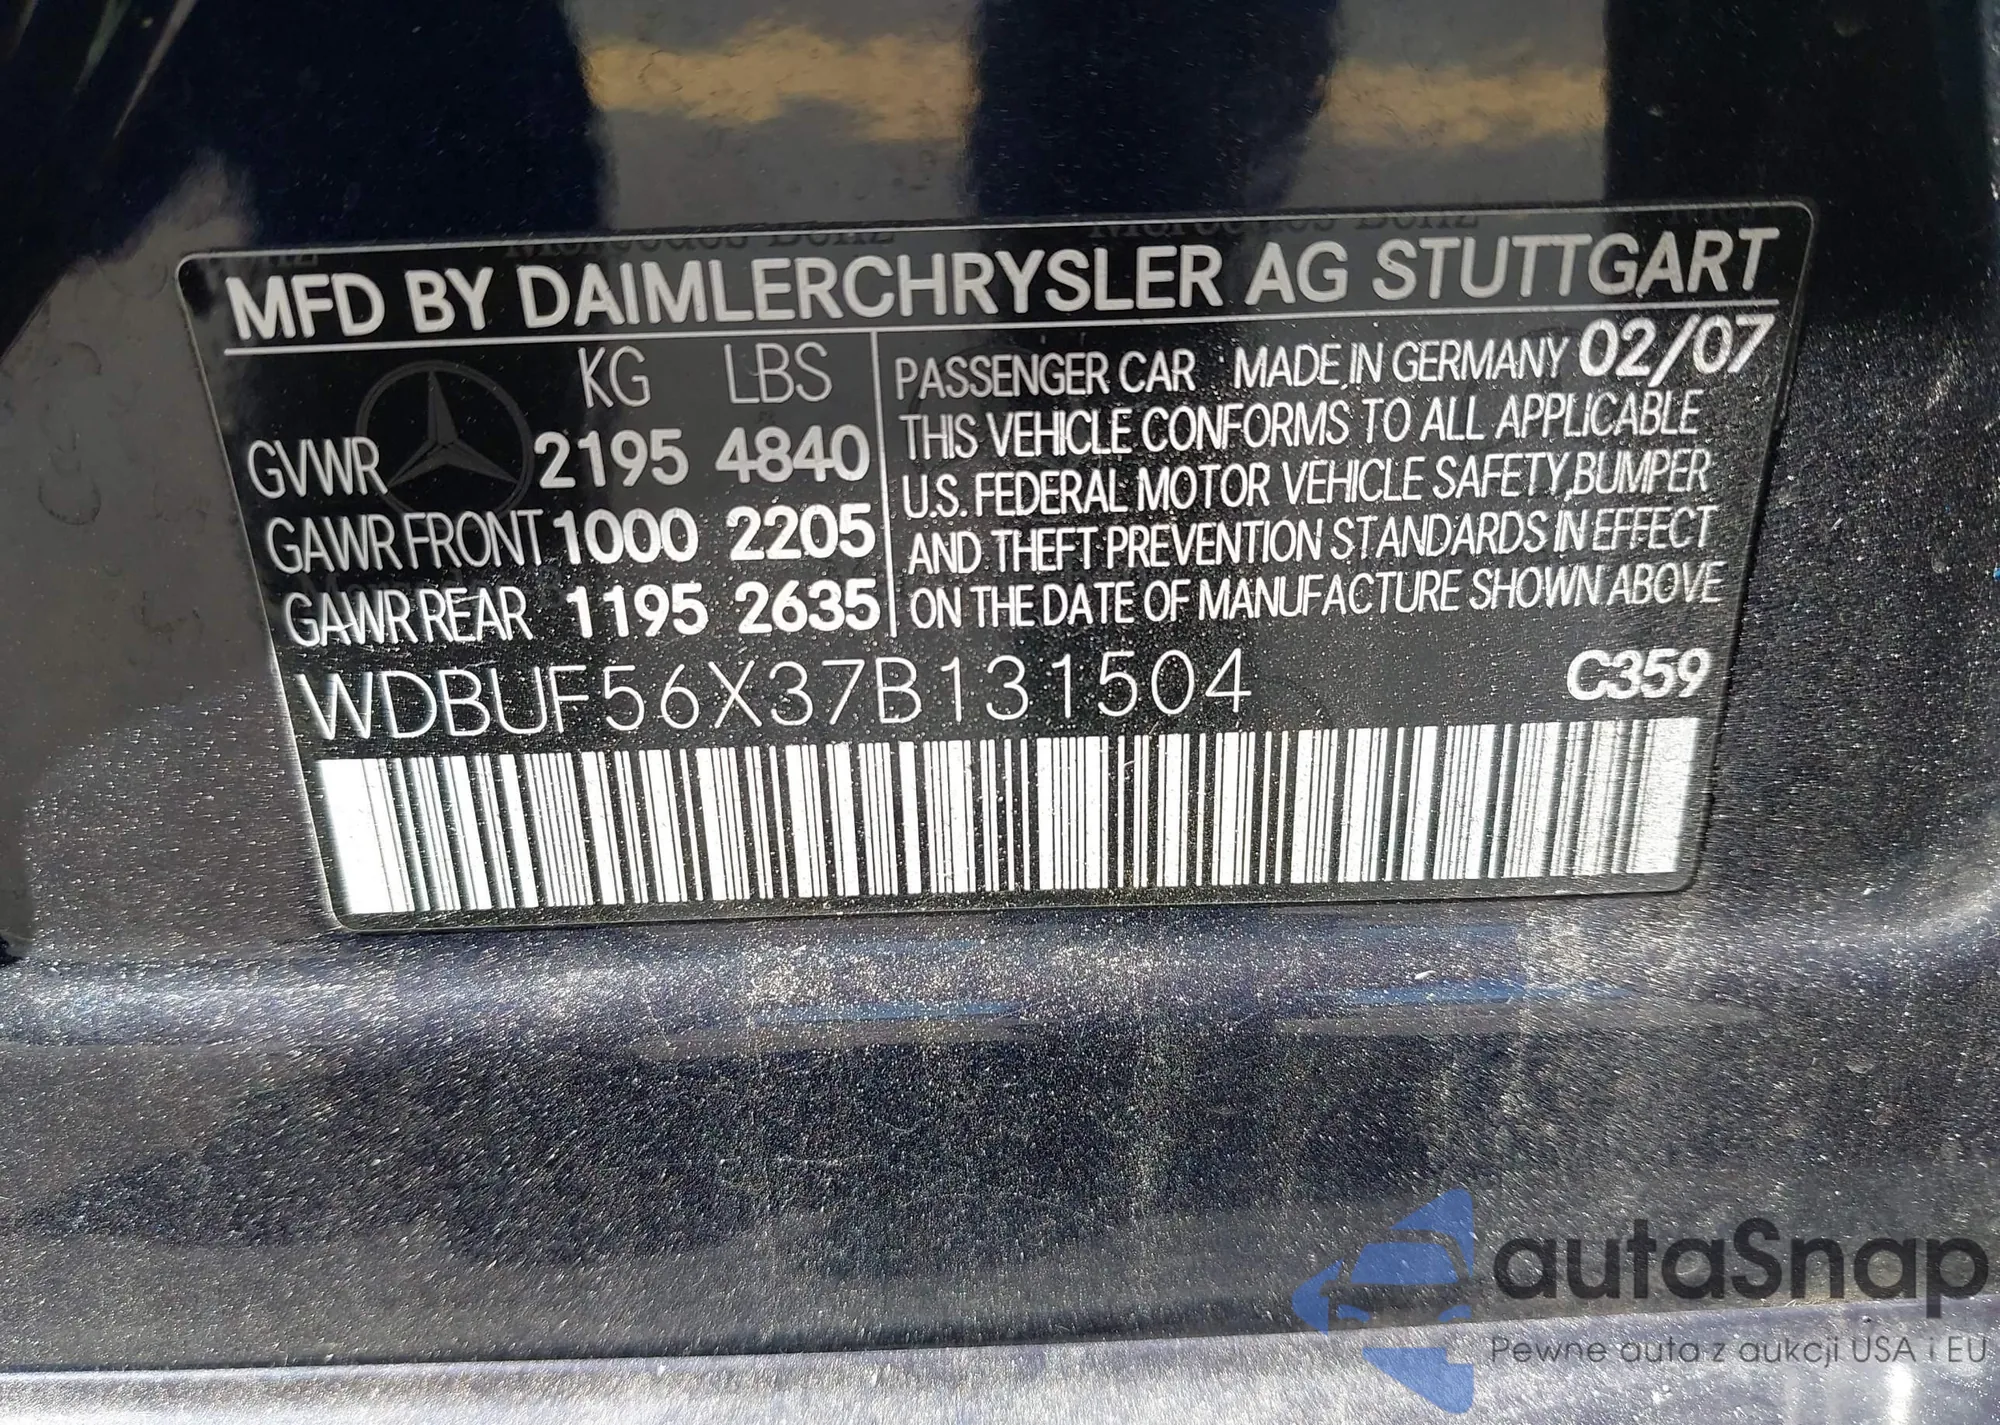 MFD BY DAIMLERCHRYSLER AG STUTTGART
KG LBS
GVWR 2195 4840
GAWR FRONT 1000 2205
GAWR REAR 1195 2635
PASSENGER CAR MADE IN GERMANY 02/07
THIS VEHICLE CONFORMS TO ALL APPLICABLE
U.S. FEDERAL MOTOR VEHICLE SAFETY, BUMPER
AND THEFT PREVENTION STANDARDS IN EFFECT
ON THE DATE OF MANUFACTURE SHOWN ABOVE
WDBUF56X37B131504 C359
autaSnap
Pewne auta z aukcji USA i EU